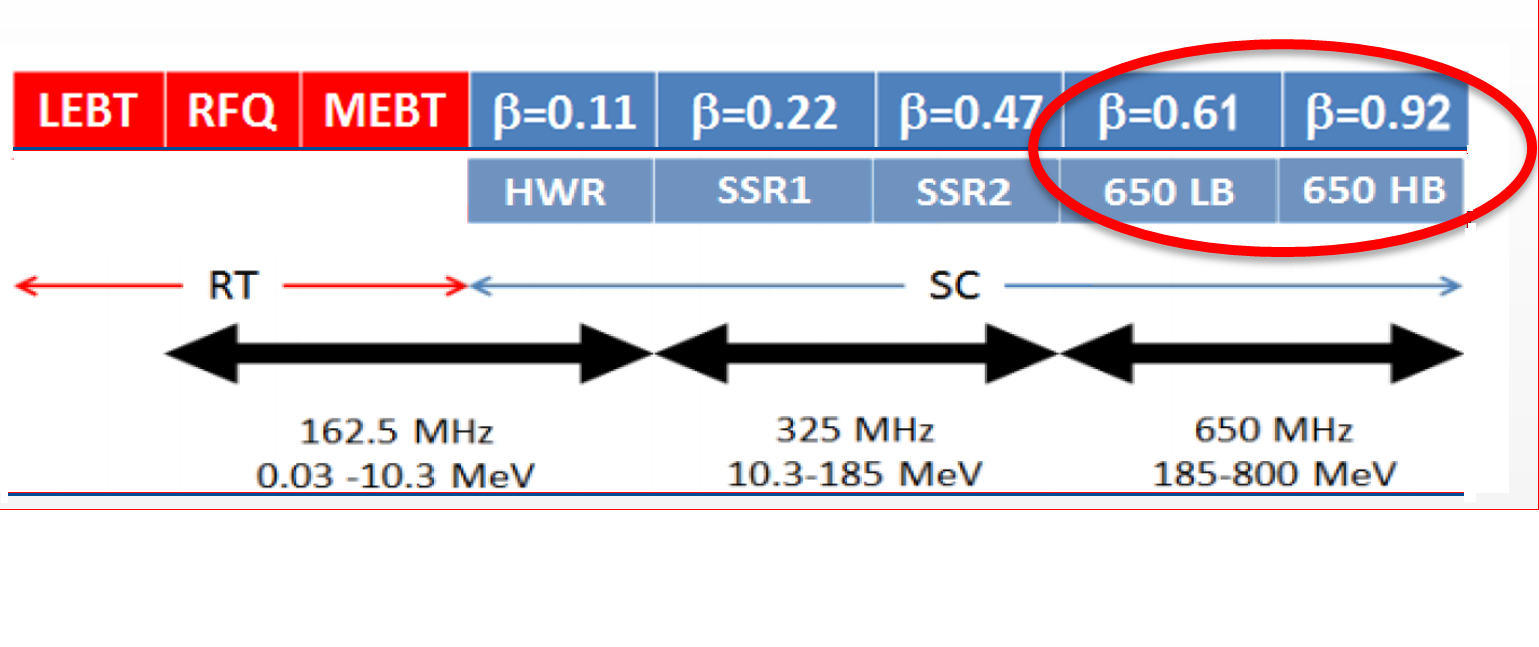 LEBT RFQ MEBT β=0.11 β=0.22 β=0.47 β=0.61 β=0.92
HWR SSR1 SSR2 650 LB 650 HB
RT SC
162.5 MHz 325 MHz 650 MHz
0.03 -10.3 MeV 10.3-185 MeV 185-800 MeV